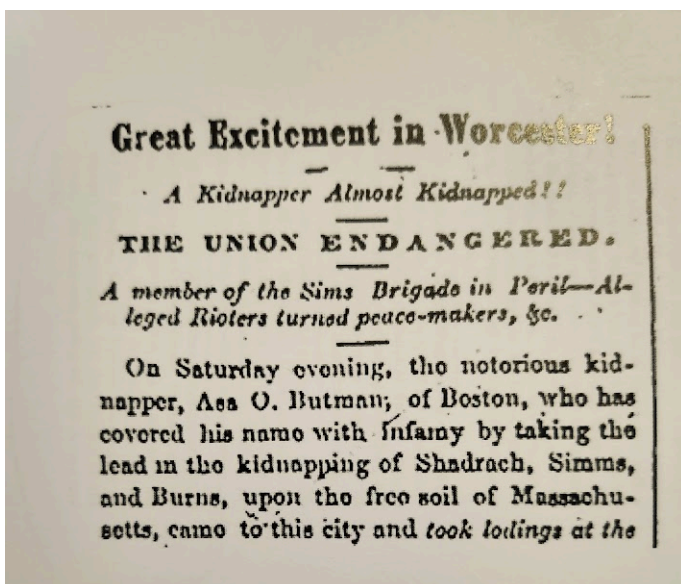 Great Excitement in Worcester!
A Kidnapper Almost Kidnapped!!
THE UNION ENDANGERED.
A member of the Sims Brigade in Peril—Al-
leged Rioters turned peace-makers, &c.
On Saturday evening, the notorious kid-
napper, Asa O. Butman, of Boston, who has
covered his name with infamy by taking the
lead in the kidnapping of Shadrach, Simms,
and Burns, upon the free soil of Massachu-
setts, came to this city and took lodings at the